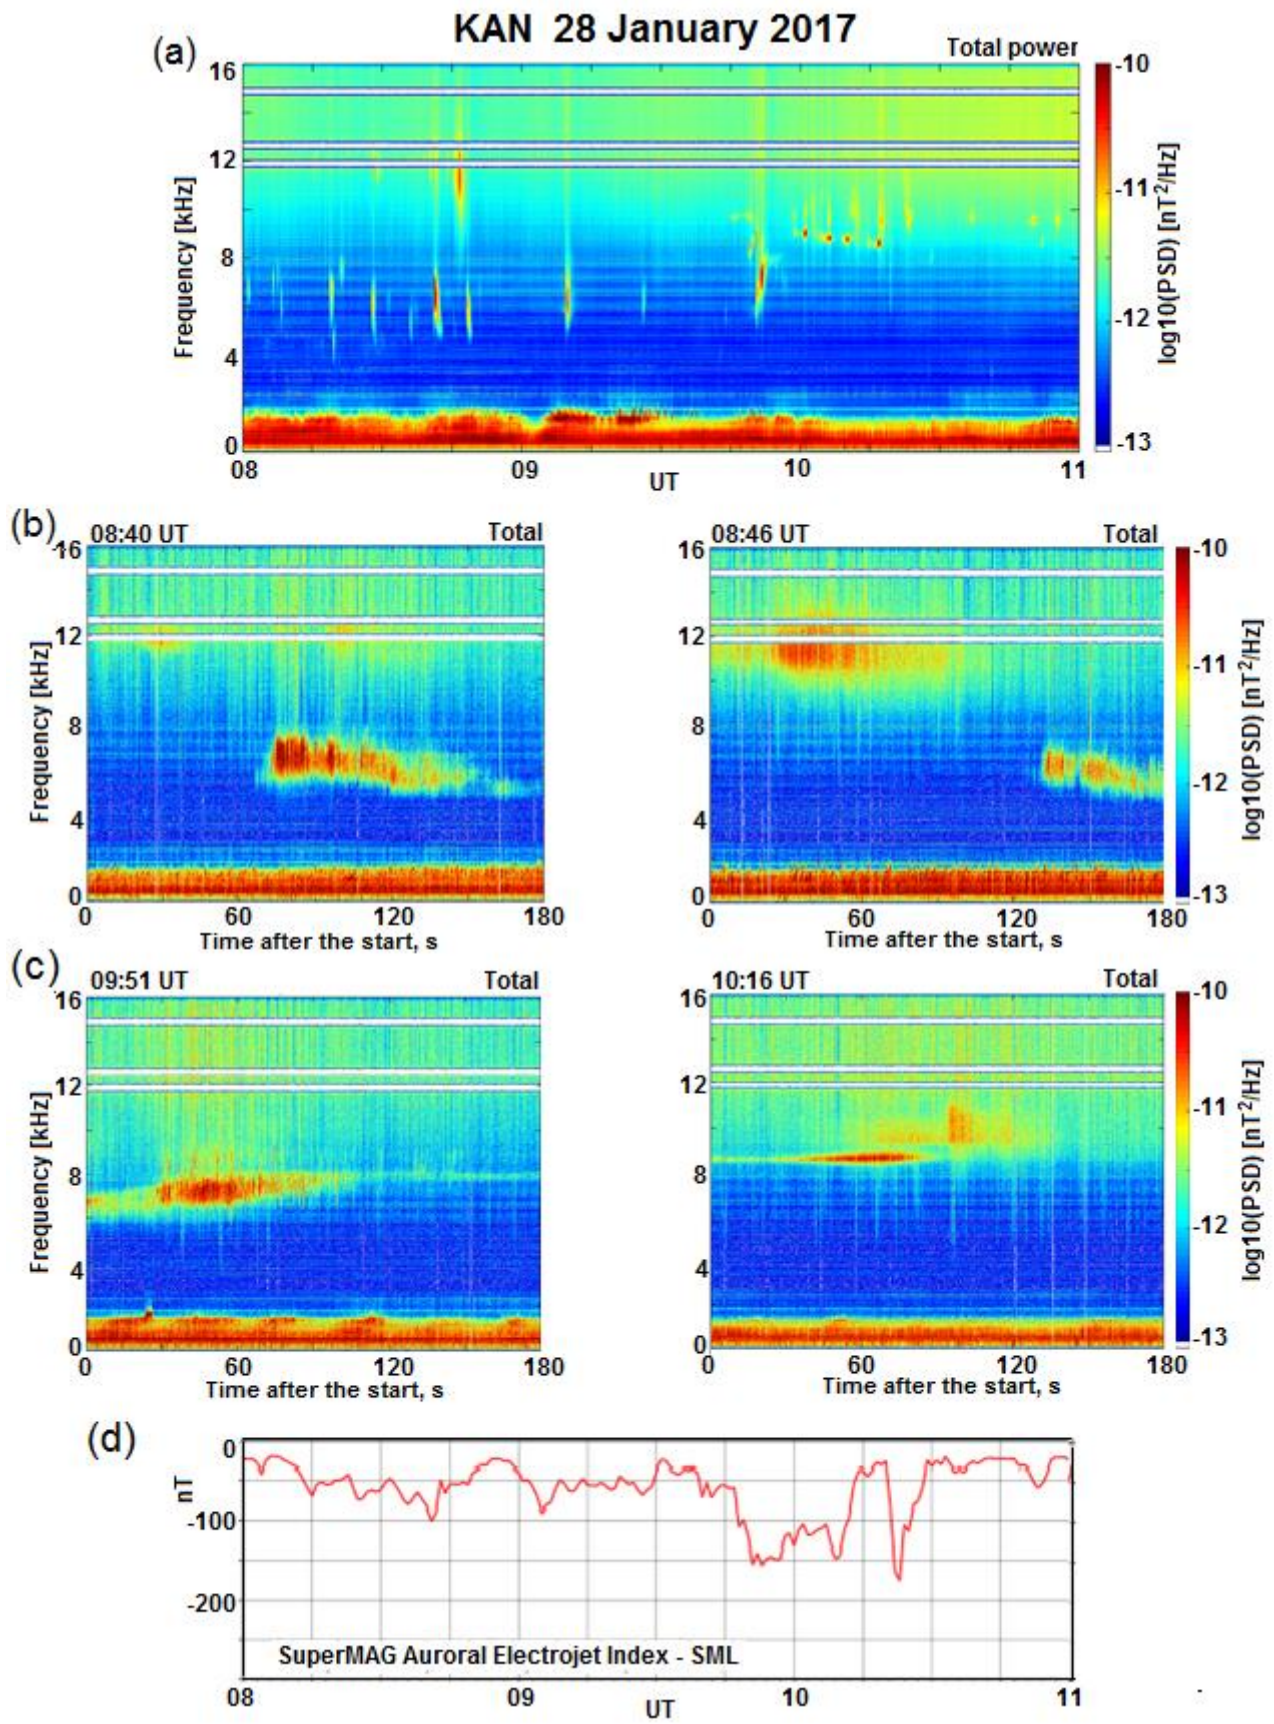 KAN 28 January 2017
(a)
Total power
16
12
8
4
0
Frequency [kHz]
08
09
10
11
UT
-10
-11
-12
-13
log10(PSD) [nT²/Hz]
(b)
08:40 UT
Total
16
12
8
4
0
Frequency [kHz]
0
60
120
180
Time after the start, s
08:46 UT
Total
16
12
8
4
0
0
60
120
180
Time after the start, s
-10
-11
-12
-13
log10(PSD) [nT²/Hz]
(c)
09:51 UT
Total
16
12
8
4
0
Frequency [kHz]
0
60
120
180
Time after the start, s
10:16 UT
Total
16
12
8
4
0
0
60
120
180
Time after the start, s
-10
-11
-12
-13
log10(PSD) [nT²/Hz]
(d)
0
-100
-200
nT
SuperMAG Auroral Electrojet Index - SML
08
09
10
11
UT